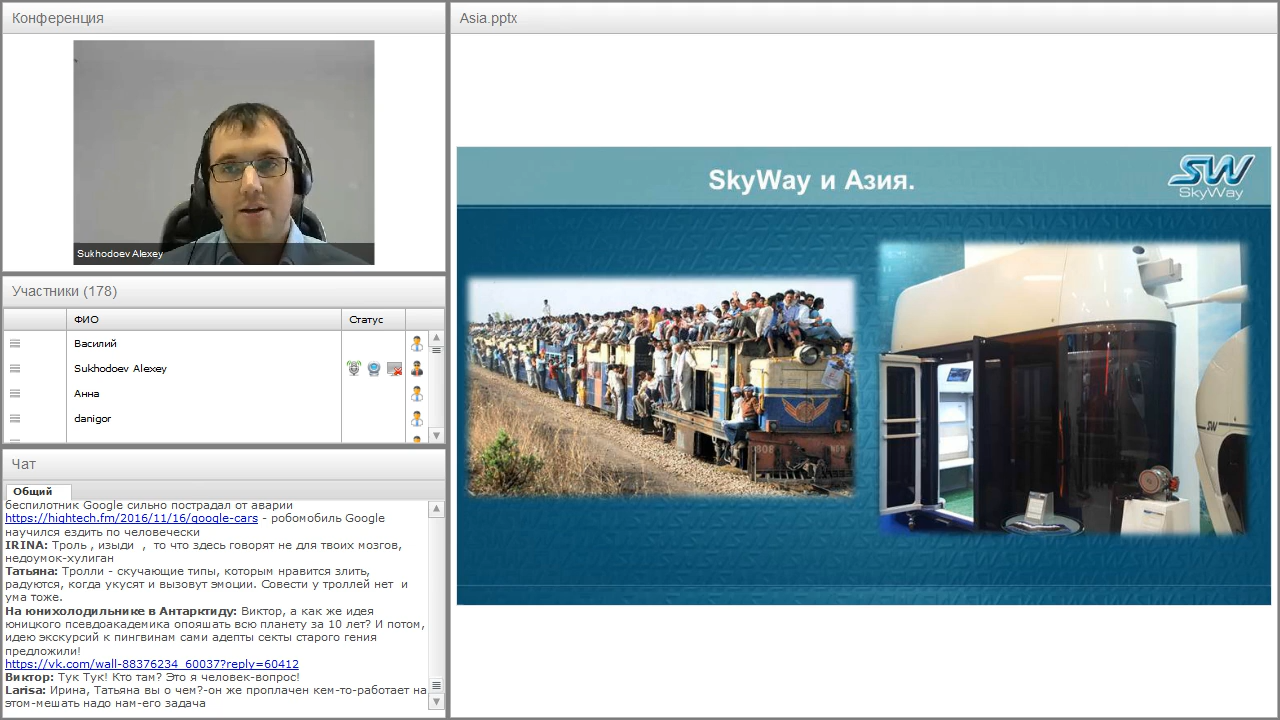 Конференция
Sukhodoev Alexey
Участники (178)
ФИО
Статус
Василий
Sukhodoev Alexey
Анна
danigor
Чат
Общий
беспилотник Google сильно пострадал от аварии
https://hightech.fm/2016/11/16/google-cars - робомобиль Google
научился ездить по человечески
IRINA: Троль , изыди  ,  то что здесь говорят не для твоих мозгов,
недоумок-хулиган
Татьяна: Тролли - скучающие типы, которым нравится злить,
радуются, когда укусят и вызовут эмоции. Совести у троллей нет  и
ума тоже.
На юнихолодильнике в Антарктиду: Виктор, а как же идея
юницкого псевдоакадемика опоясать всю планету за 10 лет? И потом,
идею экскурсий к пингвинам сами адепты секты старого гения
предложили!
https://vk.com/wall-88376234_60037?reply=60412
Виктор: Тук Тук! Кто там? Это я человек-вопрос!
Larisa: Ирина, Татьяна вы о чем?-он же проплачен кем-то-работает на
этом-мешать надо нам-его задача
Asia.pptx
SkyWay и Азия.
SW
SkyWay
SW